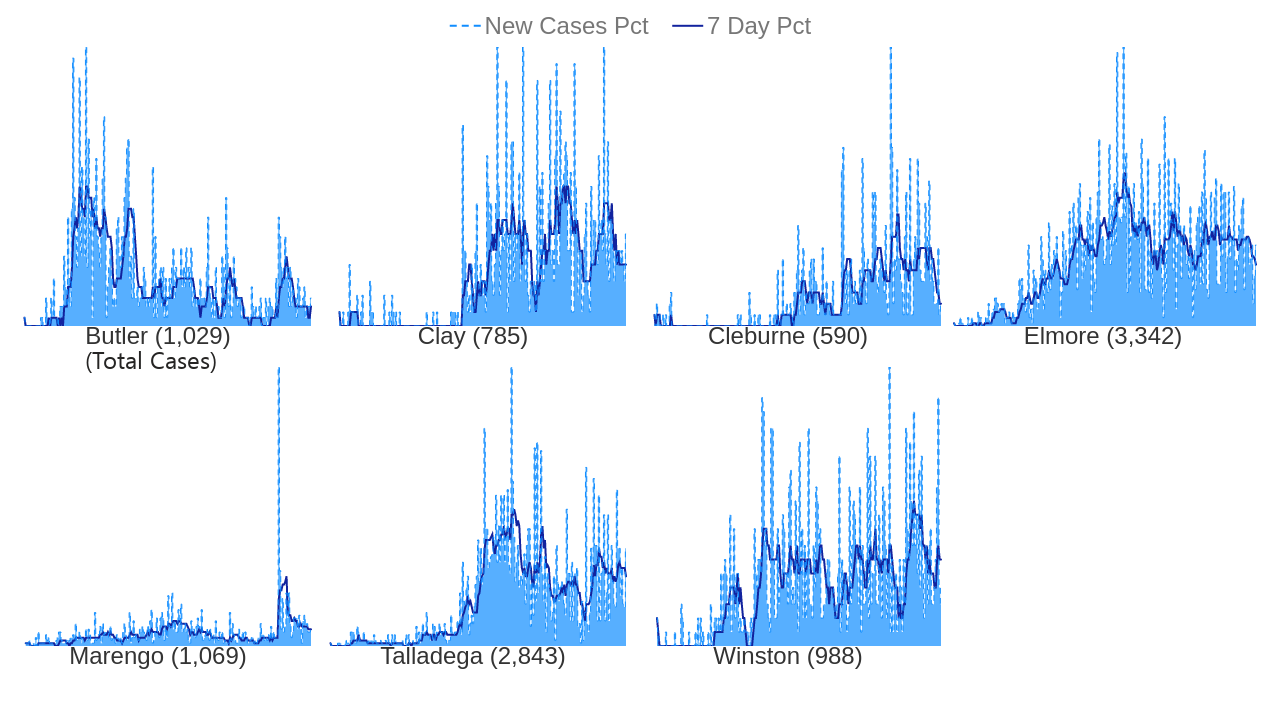 New Cases Pct 7 Day Pct
Butler (1,029)
(Total Cases)
Clay (785)
Cleburne (590)
Elmore (3,342)
Marengo (1,069)
Talladega (2,843)
Winston (988)